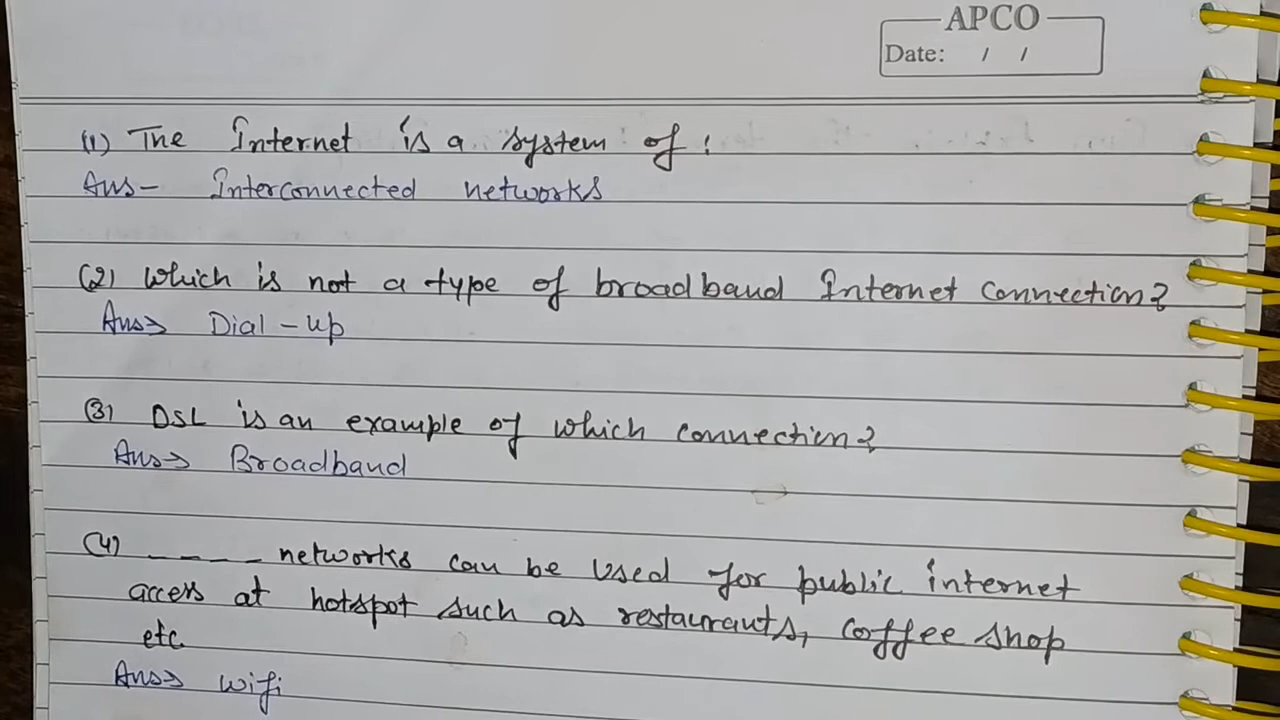 APCO
Date: / /
(1) The Internet is a system of :
Ans- Interconnected networks
(2) Which is not a type of broadband Internet connection?
Ans→ Dial-up
(3) DSL is an example of which connection?
Ans→ Broadband
(4) ____ networks can be used for public internet
access at hotspot such as restaurants, coffee shop
etc
Ans→ wifi